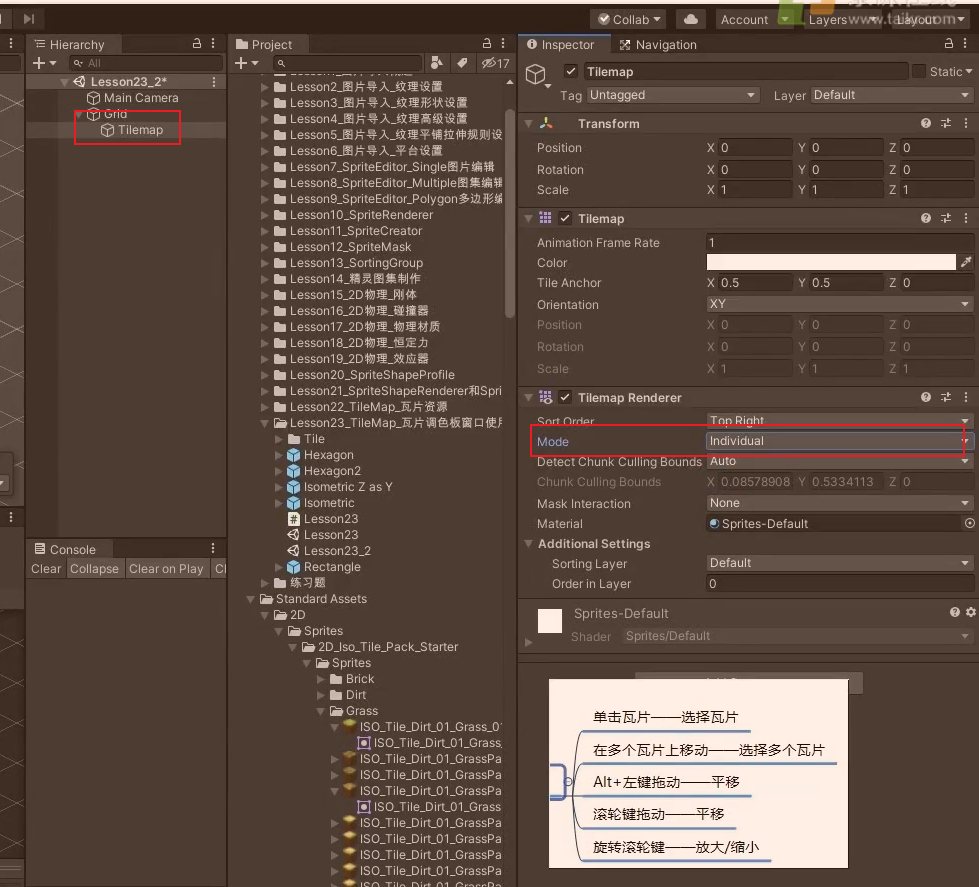 Collab
Account
Layers
Layout
www.taikr.com
Hierarchy
All
Lesson23_2*
Main Camera
Grid
Tilemap
Project
17
Lesson2_图片导入_纹理设置
Lesson3_图片导入_纹理形状设置
Lesson4_图片导入_纹理高级设置
Lesson5_图片导入_纹理平铺拉伸规则设
Lesson6_图片导入_平台设置
Lesson7_SpriteEditor_Single图片编辑
Lesson8_SpriteEditor_Multiple图集编辑
Lesson9_SpriteEditor_Polygon多边形编
Lesson10_SpriteRenderer
Lesson11_SpriteCreator
Lesson12_SpriteMask
Lesson13_SortingGroup
Lesson14_精灵图集制作
Lesson15_2D物理_刚体
Lesson16_2D物理_碰撞器
Lesson17_2D物理_物理材质
Lesson18_2D物理_恒定力
Lesson19_2D物理_效应器
Lesson20_SpriteShapeProfile
Lesson21_SpriteShapeRenderer和Spri
Lesson22_TileMap_瓦片资源
Lesson23_TileMap_瓦片调色板窗口使用
Tile
Hexagon
Hexagon2
Isometric Z as Y
Isometric
Lesson23
Lesson23
Lesson23_2
Rectangle
练习题
Standard Assets
2D
Sprites
2D_Iso_Tile_Pack_Starter
Sprites
Brick
Dirt
Grass
ISO_Tile_Dirt_01_Grass_01
ISO_Tile_Dirt_01_Grass_
ISO_Tile_Dirt_01_GrassPa
ISO_Tile_Dirt_01_GrassPa
ISO_Tile_Dirt_01_GrassPa
ISO_Tile_Dirt_01_Grass
ISO_Tile_Dirt_01_GrassPa
ISO_Tile_Dirt_01_GrassPa
ISO_Tile_Dirt_01_GrassPa
ISO_Tile_Dirt_01_GrassPa
ISO_Tile_Dirt_01_GrassPa
Console
Clear Collapse Clear on Play Cl
Inspector Navigation
Tilemap Static
Tag Untagged Layer Default
Transform
Position X 0 Y 0 Z 0
Rotation X 0 Y 0 Z 0
Scale X 1 Y 1 Z 1
Tilemap
Animation Frame Rate 1
Color
Tile Anchor X 0.5 Y 0.5 Z 0
Orientation XY
Position X 0 Y 0 Z 0
Rotation X 0 Y 0 Z 0
Scale X 1 Y 1 Z 1
Tilemap Renderer
Sort Order Top Right
Mode Individual
Detect Chunk Culling Bounds Auto
Chunk Culling Bounds X 0.08578908 Y 0.5334113 Z 0
Mask Interaction None
Material Sprites-Default
Additional Settings
Sorting Layer Default
Order in Layer 0
Sprites-Default
Shader Sprites/Default
单击瓦片——选择瓦片
在多个瓦片上移动——选择多个瓦片
Alt+左键拖动——平移
滚轮键拖动——平移
旋转滚轮键——放大/缩小